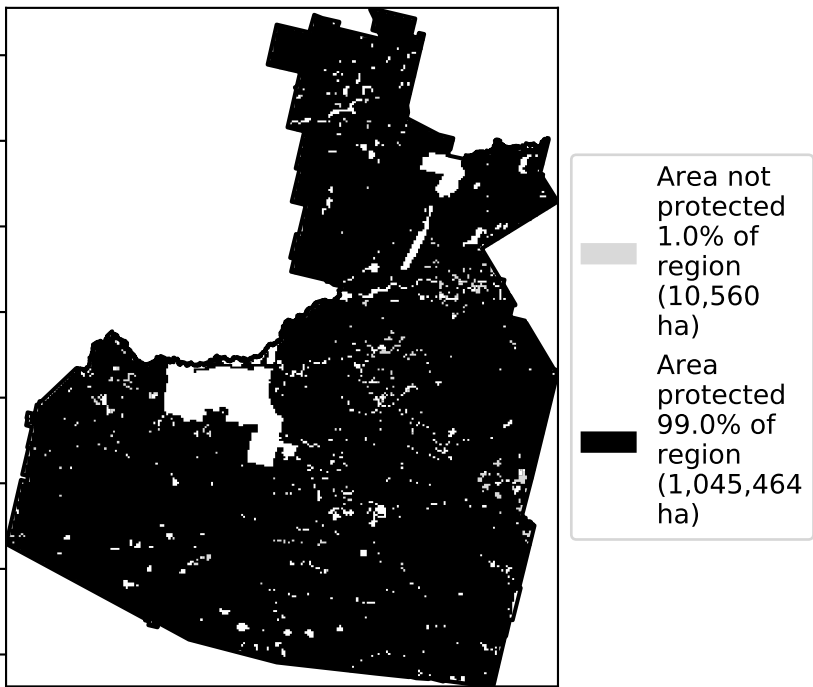 Area not
protected
1.0% of
region
(10,560
ha)
Area
protected
99.0% of
region
(1,045,464
ha)